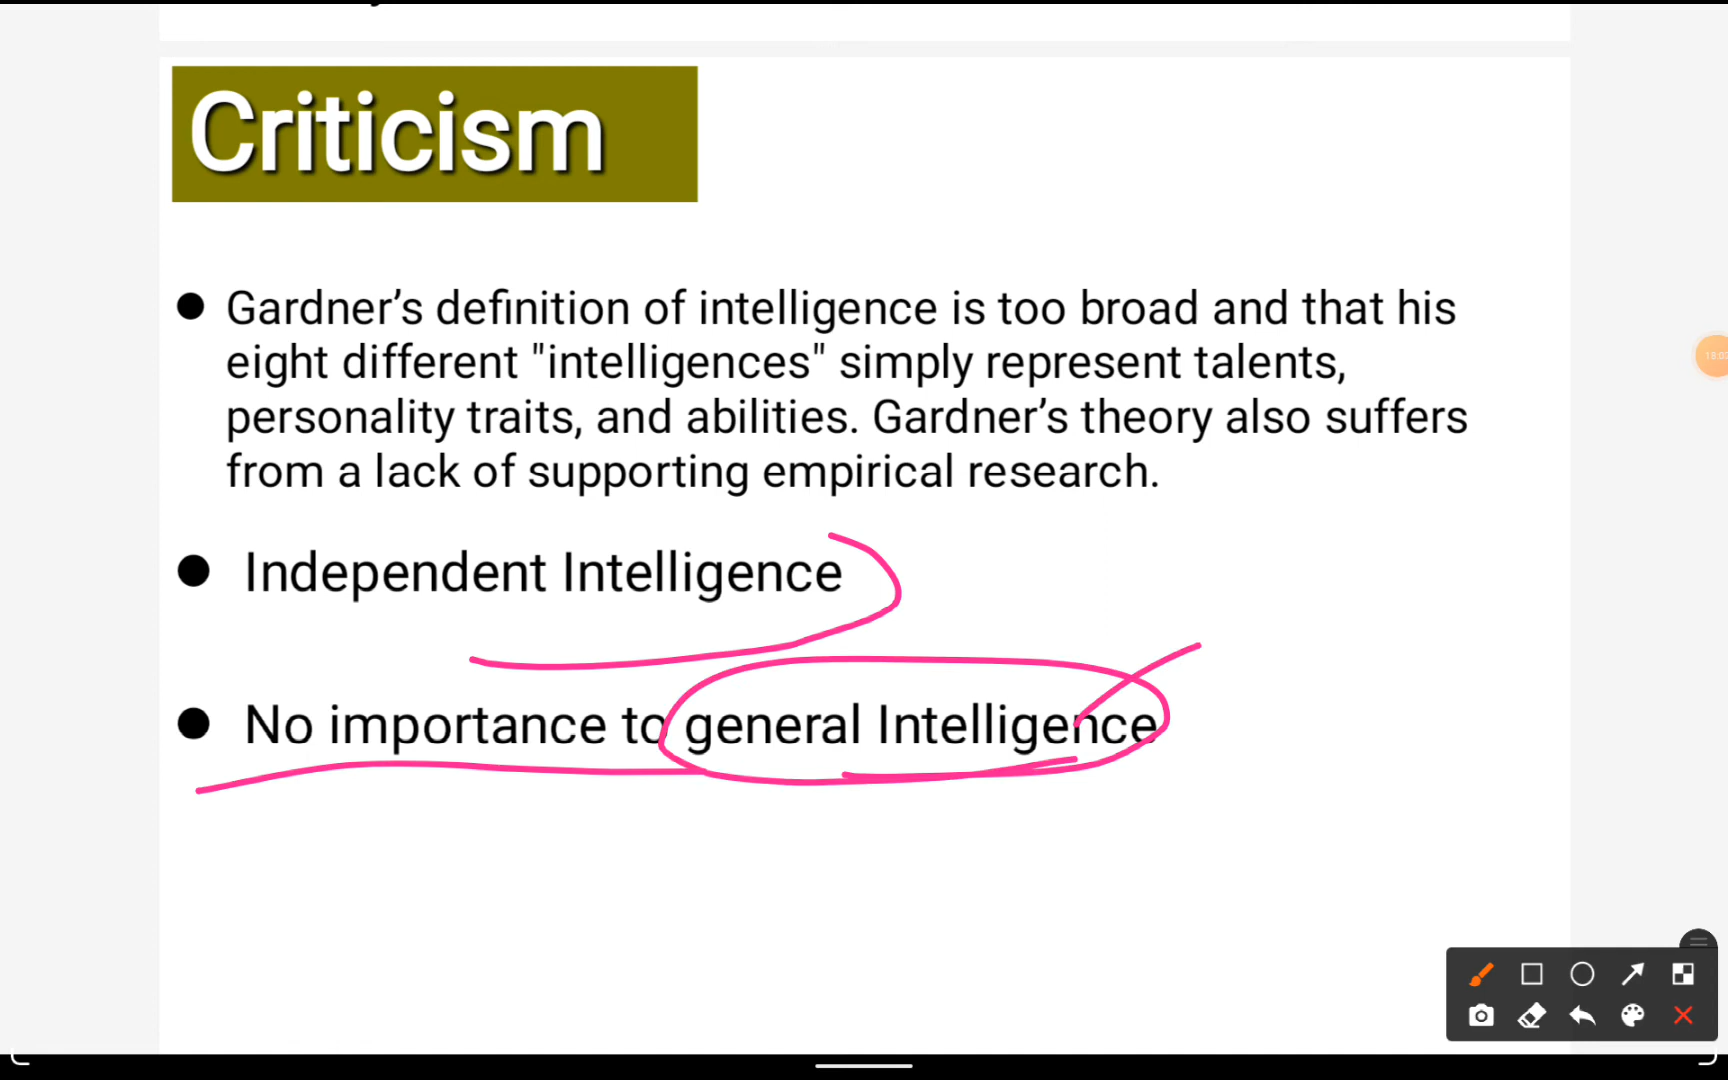 Criticism
● Gardner’s definition of intelligence is too broad and that his
eight different "intelligences" simply represent talents,
personality traits, and abilities. Gardner’s theory also suffers
from a lack of supporting empirical research.
● Independent Intelligence
● No importance to general Intelligence